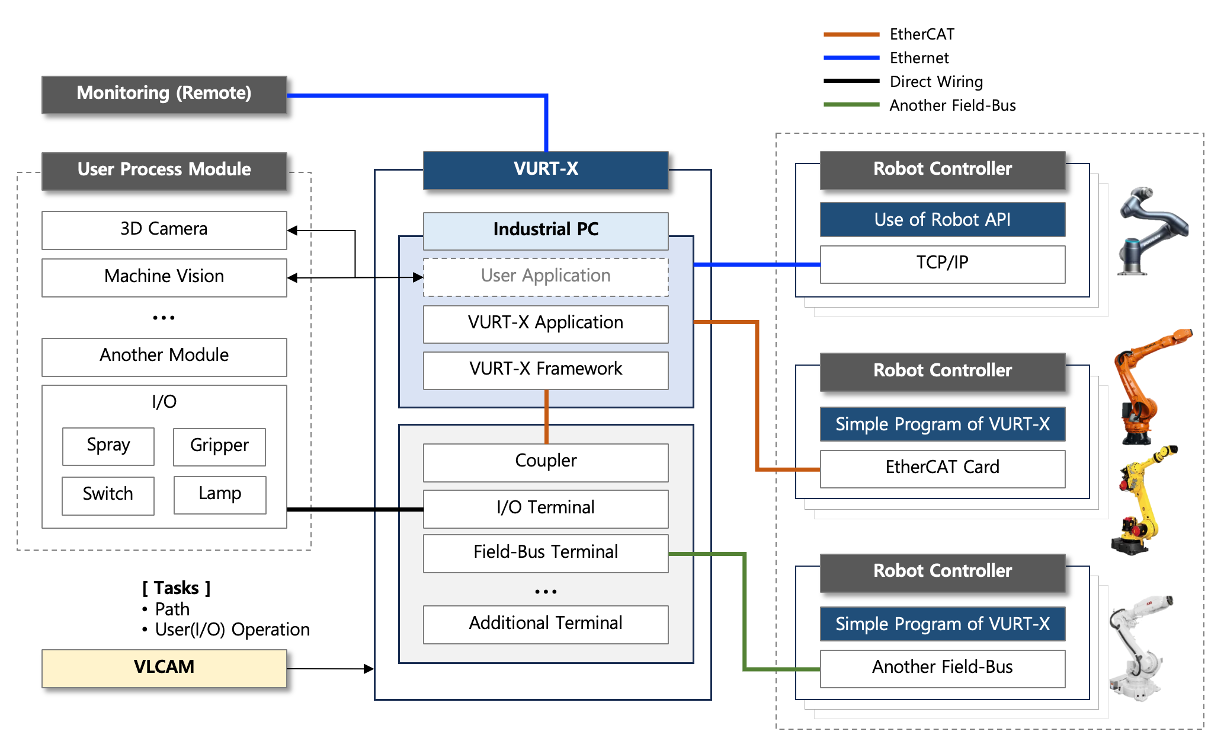 EtherCAT
Ethernet
Direct Wiring
Another Field-Bus
Monitoring (Remote)
User Process Module
3D Camera
Machine Vision
...
Another Module
I/O
Spray
Gripper
Switch
Lamp
[ Tasks ]
• Path
• User(I/O) Operation
VLCAM
VURT-X
Industrial PC
User Application
VURT-X Application
VURT-X Framework
Coupler
I/O Terminal
Field-Bus Terminal
...
Additional Terminal
Robot Controller
Use of Robot API
TCP/IP
Robot Controller
Simple Program of VURT-X
EtherCAT Card
Robot Controller
Simple Program of VURT-X
Another Field-Bus